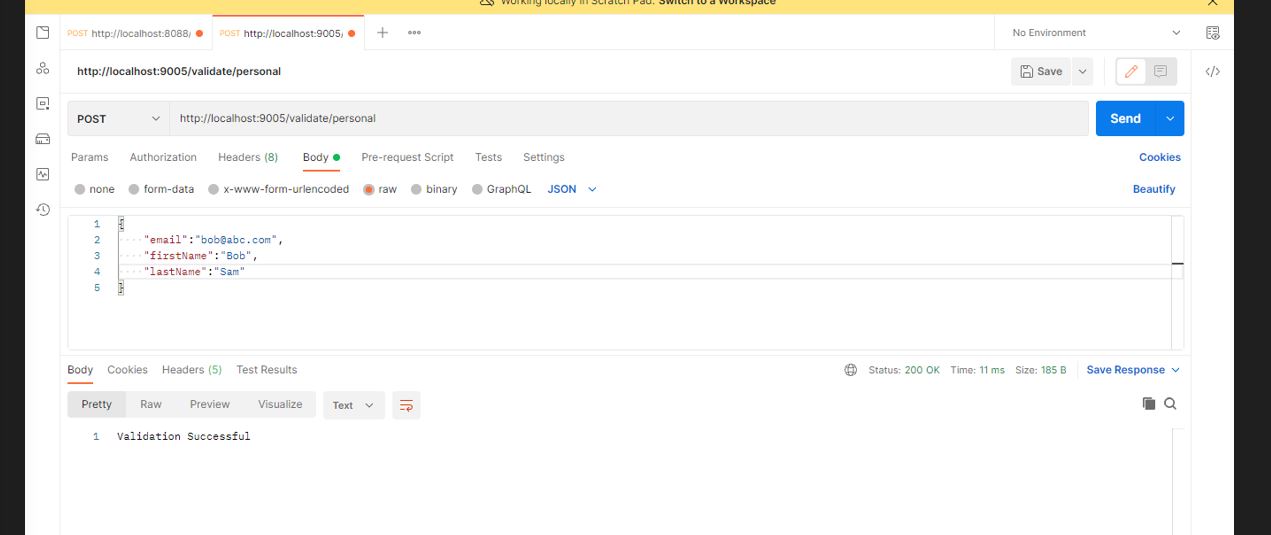 Working locally in Scratch Pad. Switch to a Workspace
POST http://localhost:8088/
POST http://localhost:9005/
No Environment
http://localhost:9005/validate/personal
Save
POST
http://localhost:9005/validate/personal
Send
Params Authorization Headers (8) Body Pre-request Script Tests Settings Cookies
none form-data x-www-form-urlencoded raw binary GraphQL JSON Beautify
1 {
2 "email":"bob@abc.com",
3 "firstName":"Bob",
4 "lastName":"Sam"
5 }
Body Cookies Headers (5) Test Results Status: 200 OK Time: 11 ms Size: 185 B Save Response
Pretty Raw Preview Visualize Text
1 Validation Successful